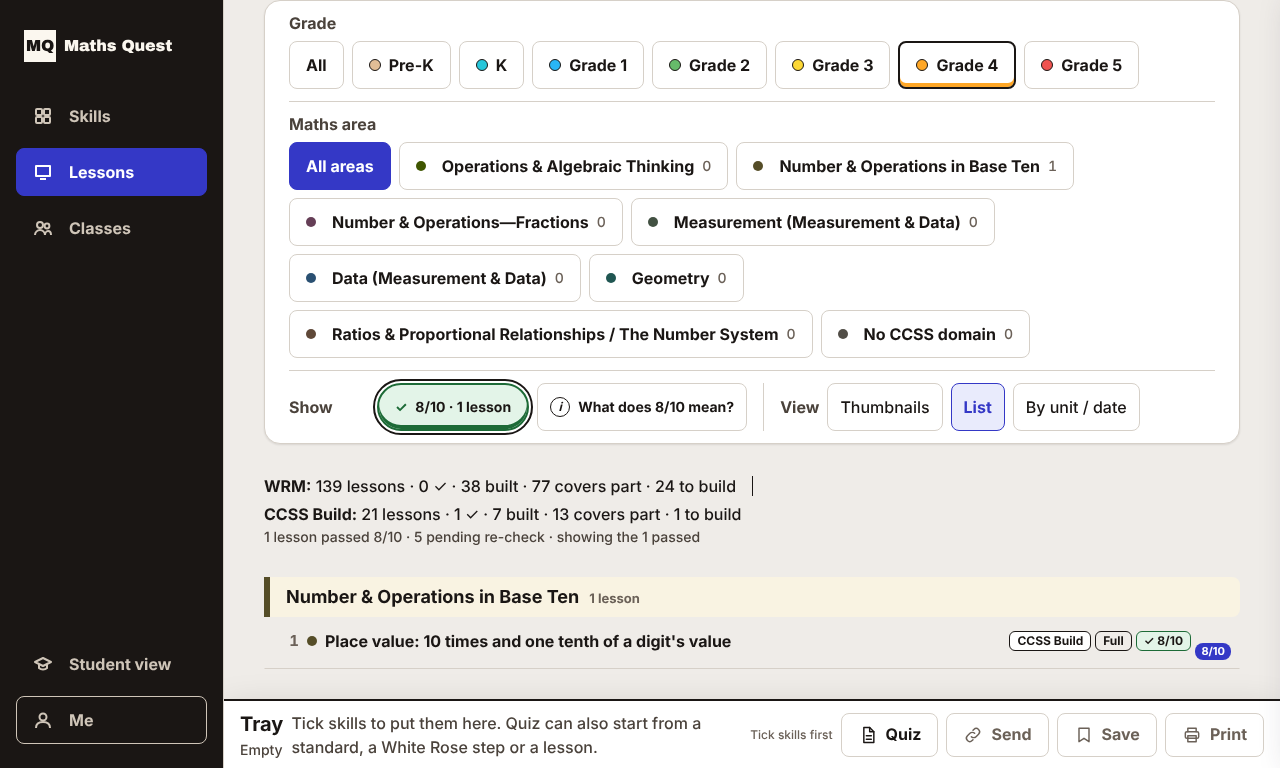 MQ Maths Quest
Skills
Lessons
Classes
Student view
Me
Grade
All Pre-K K Grade 1 Grade 2 Grade 3 Grade 4 Grade 5
Maths area
All areas Operations & Algebraic Thinking 0 Number & Operations in Base Ten 1
Number & Operations—Fractions 0 Measurement (Measurement & Data) 0
Data (Measurement & Data) 0 Geometry 0
Ratios & Proportional Relationships / The Number System 0 No CCSS domain 0
Show ✓ 8/10 · 1 lesson i What does 8/10 mean? View Thumbnails List By unit / date
WRM: 139 lessons · 0 ✓ · 38 built · 77 covers part · 24 to build
CCSS Build: 21 lessons · 1 ✓ · 7 built · 13 covers part · 1 to build
1 lesson passed 8/10 · 5 pending re-check · showing the 1 passed
Number & Operations in Base Ten 1 lesson
1 Place value: 10 times and one tenth of a digit's value CCSS Build Full ✓ 8/10 8/10
Tray Tick skills to put them here. Quiz can also start from a
Empty standard, a White Rose step or a lesson.
Tick skills first Quiz Send Save Print